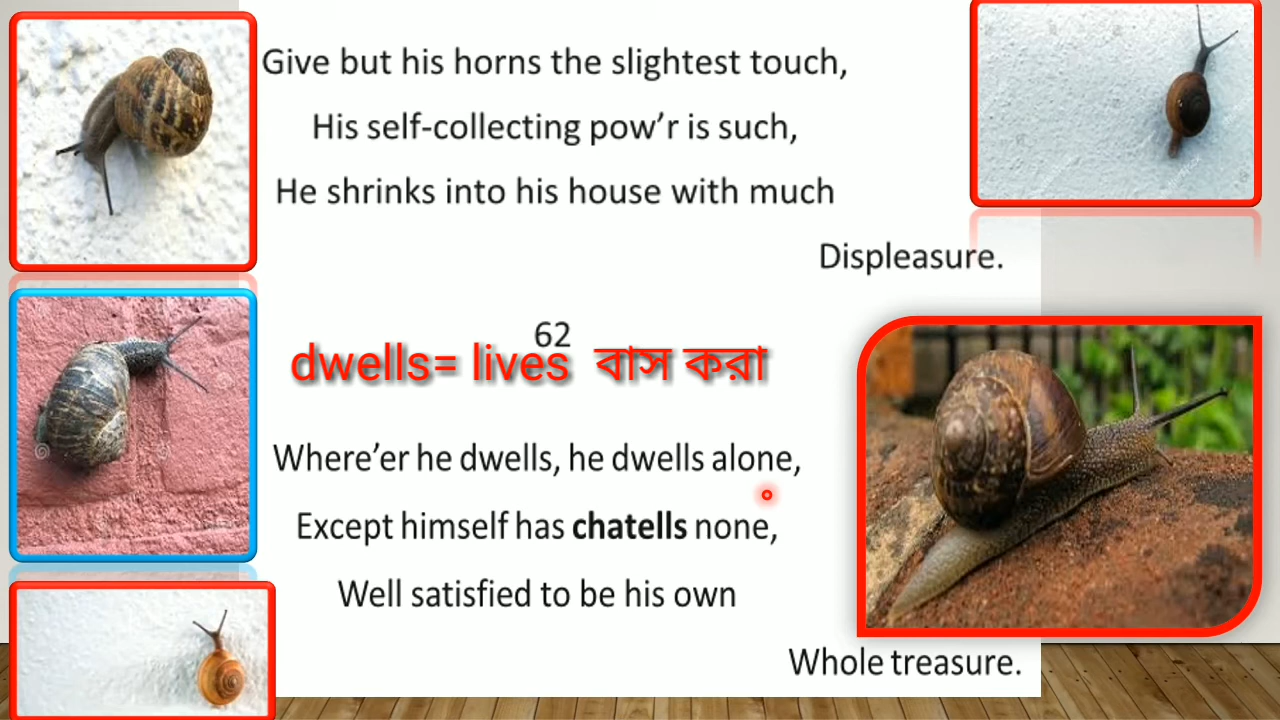 Give but his horns the slightest touch,
His self-collecting pow’r is such,
He shrinks into his house with much
Displeasure.
62
dwells= lives বাস করা
Where’er he dwells, he dwells alone,
Except himself has chatells none,
Well satisfied to be his own
Whole treasure.